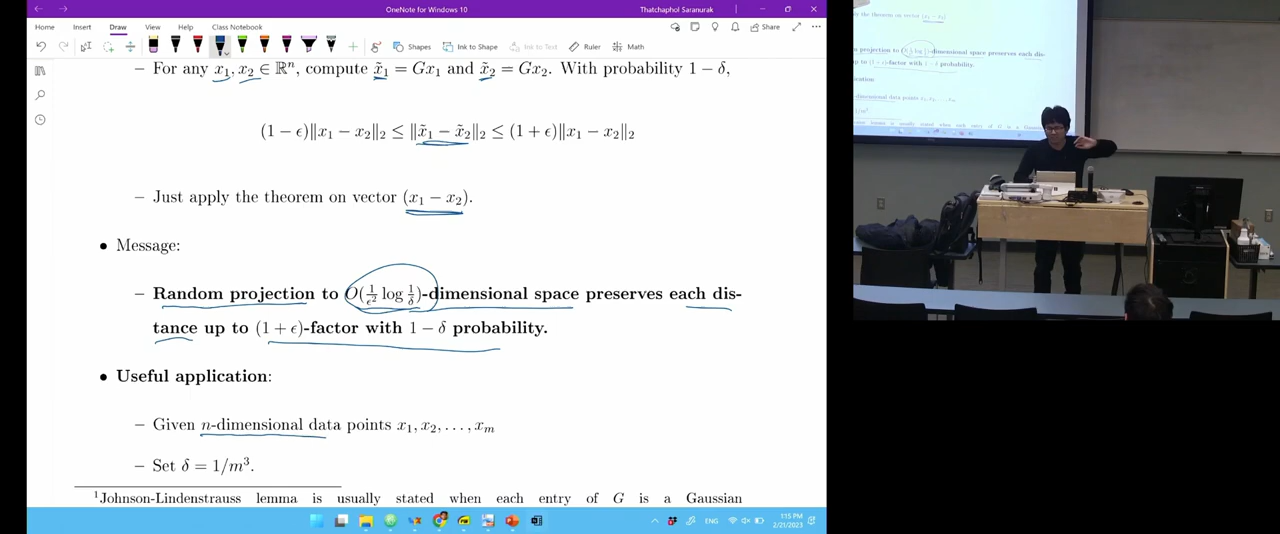 OneNote for Windows 10
Thatchaphol Saranurak
Home Insert Draw View Help Class Notebook
Share
Shapes Ink to Shape Ink to Text Ruler Math
– For any x₁, x₂ ∈ ℝⁿ, compute x̃₁ = Gx₁ and x̃₂ = Gx₂. With probability 1 − δ,
(1 − ϵ)‖x₁ − x₂‖₂ ≤ ‖x̃₁ − x̃₂‖₂ ≤ (1 + ϵ)‖x₁ − x₂‖₂
– Just apply the theorem on vector (x₁ − x₂).
• Message:
– Random projection to O(1/ϵ² log 1/δ)-dimensional space preserves each dis-
tance up to (1 + ϵ)-factor with 1 − δ probability.
• Useful application:
– Given n-dimensional data points x₁, x₂, . . . , xₘ
– Set δ = 1/m³.
¹Johnson-Lindenstrauss lemma is usually stated when each entry of G is a Gaussian
ENG
1:15 PM
2/21/2023